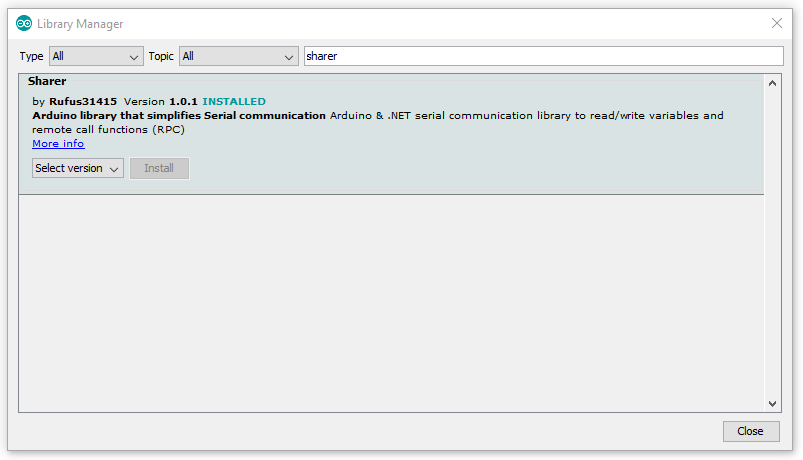 Library Manager
Type All Topic All sharer
Sharer
by Rufus31415 Version 1.0.1 INSTALLED
Arduino library that simplifies Serial communication Arduino & .NET serial communication library to read/write variables and
remote call functions (RPC)
More info
Select version Install
Close